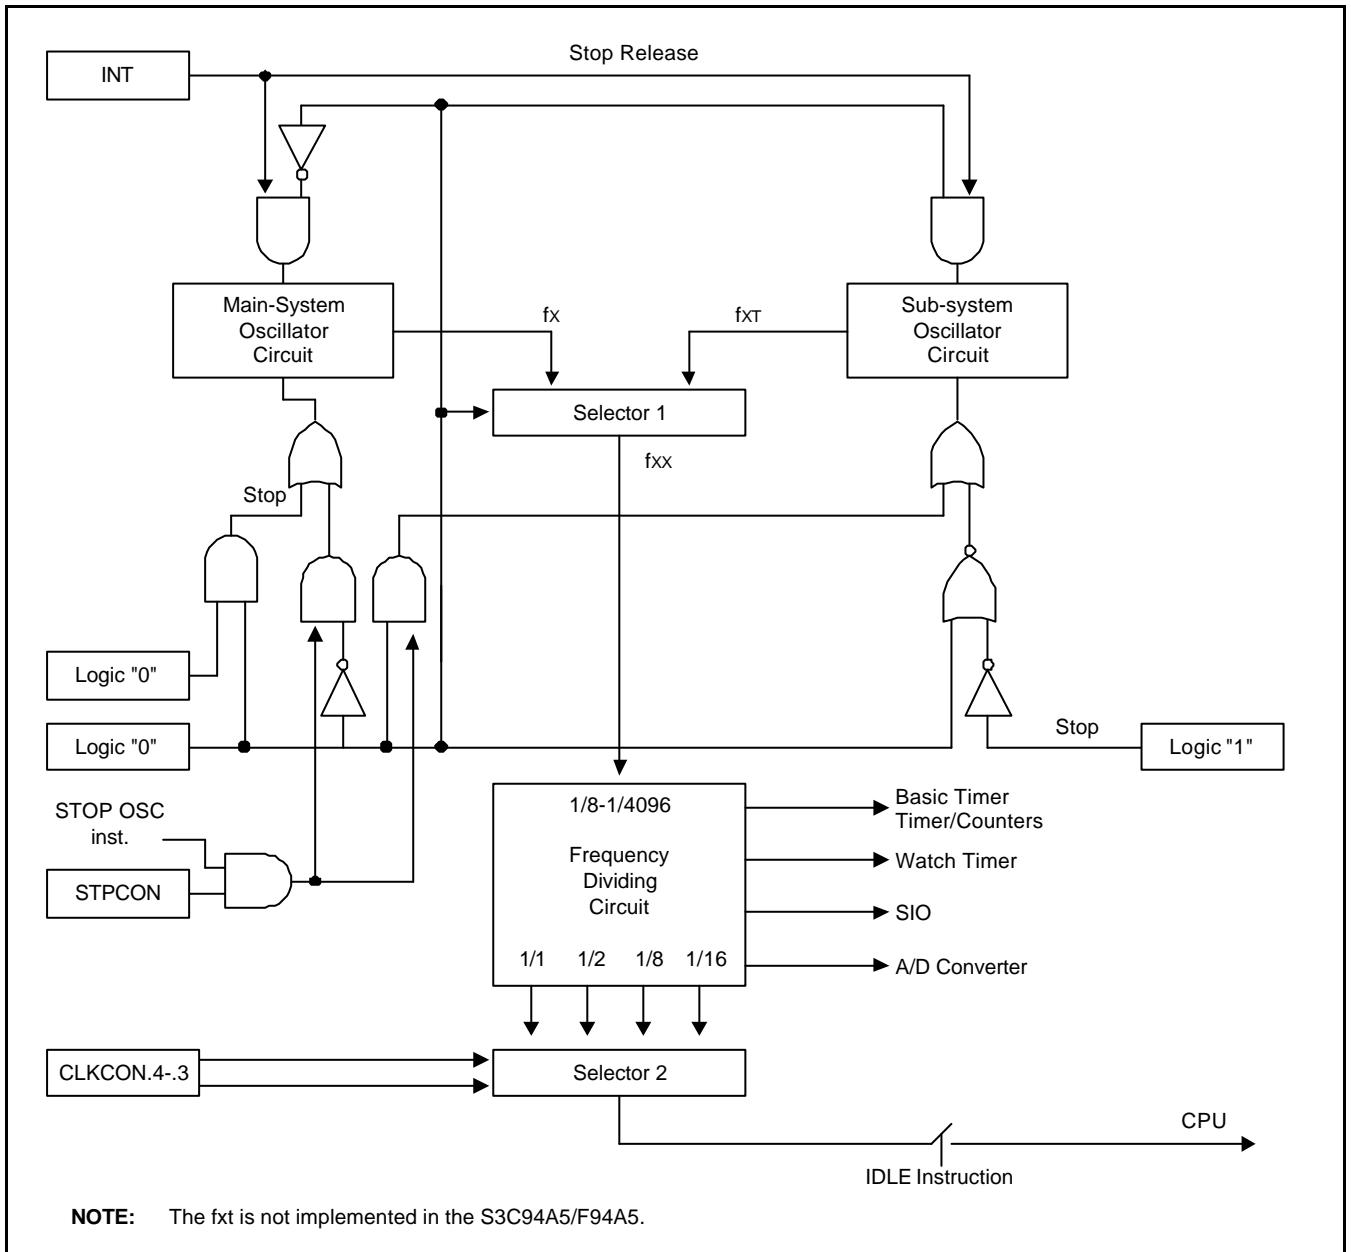 Stop Release
INT
Main-System
Oscillator
Circuit
fX
fXT
Sub-system
Oscillator
Circuit
Selector 1
fXX
Stop
Logic "0"
Logic "0"
Stop
Logic "1"
STOP OSC
inst.
STPCON
1/8-1/4096
Frequency
Dividing
Circuit
1/1 1/2 1/8 1/16
Basic Timer
Timer/Counters
Watch Timer
SIO
A/D Converter
CLKCON.4-.3
Selector 2
CPU
IDLE Instruction
NOTE: The fxt is not implemented in the S3C94A5/F94A5.